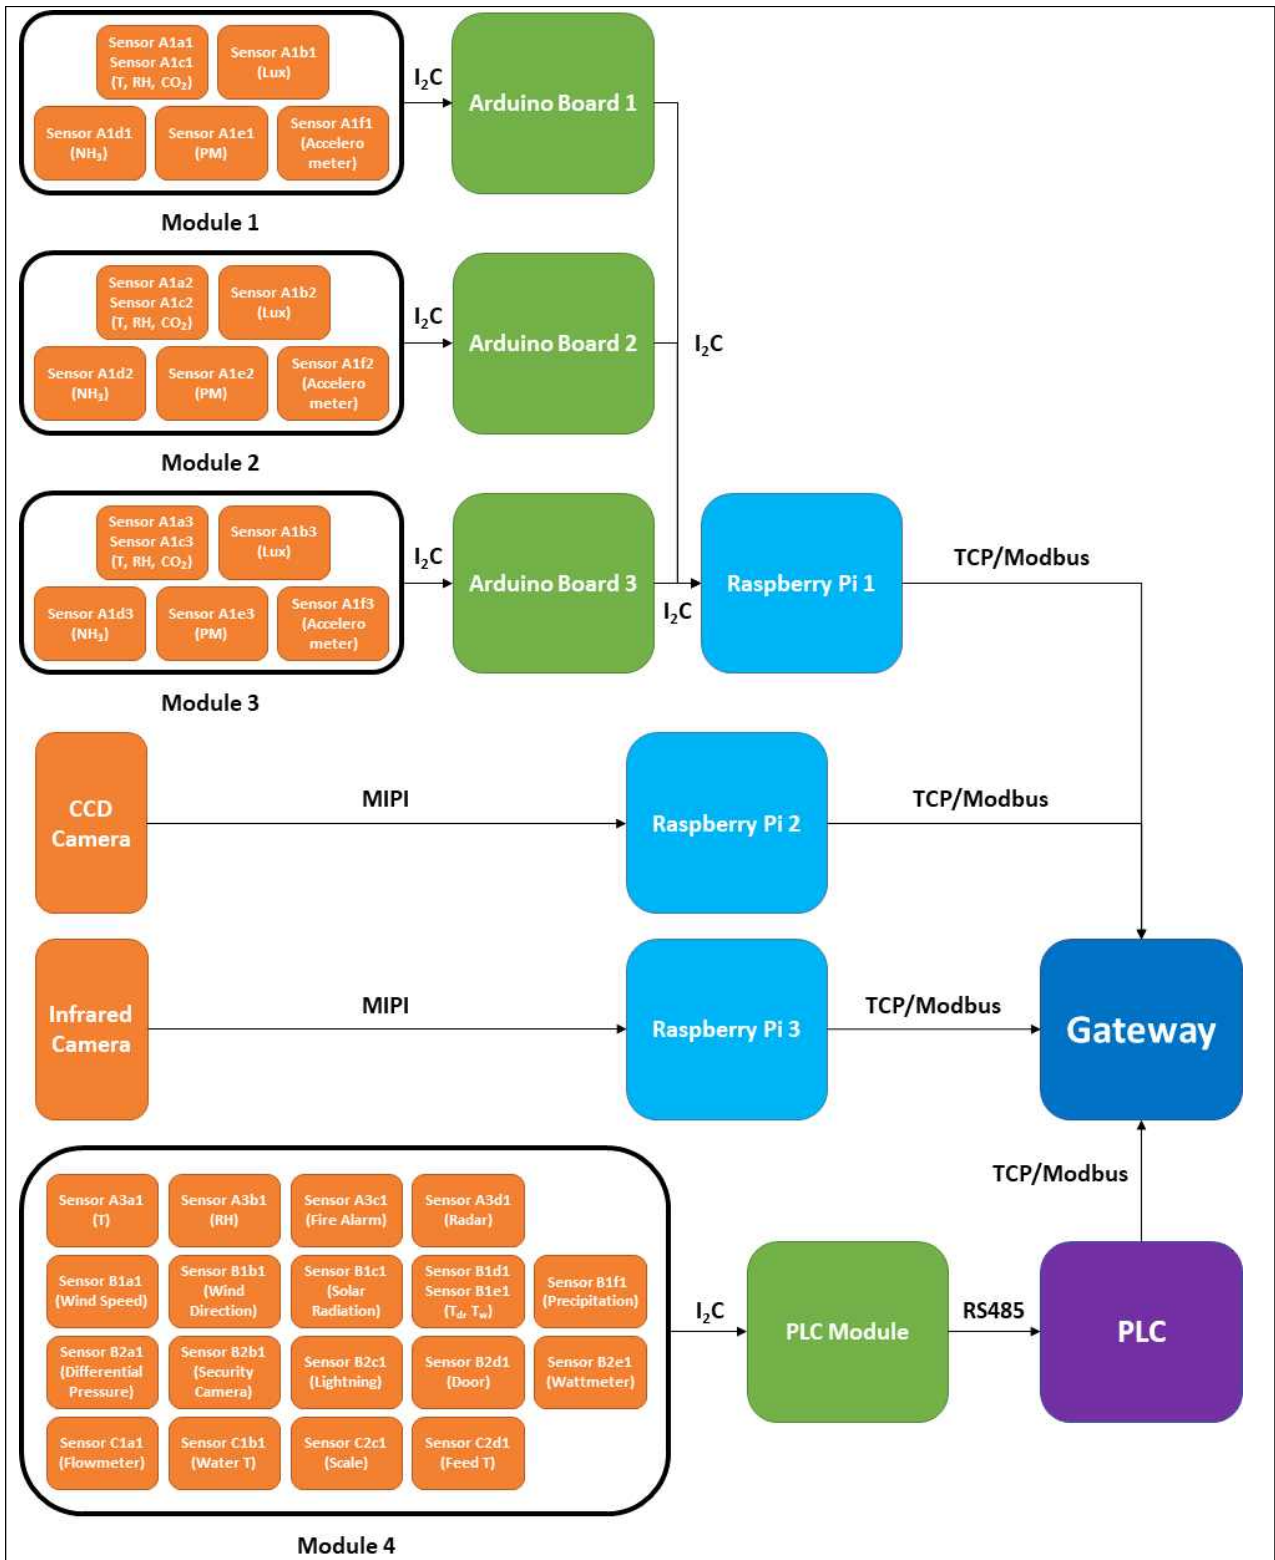 Sensor A1a1
Sensor A1c1
(T, RH, CO₂)
Sensor A1b1
(Lux)
Sensor A1d1
(NH₃)
Sensor A1e1
(PM)
Sensor A1f1
(Accelero
meter)
Module 1
I₂C
Arduino Board 1
Sensor A1a2
Sensor A1c2
(T, RH, CO₂)
Sensor A1b2
(Lux)
Sensor A1d2
(NH₃)
Sensor A1e2
(PM)
Sensor A1f2
(Accelero
meter)
Module 2
I₂C
Arduino Board 2
I₂C
Sensor A1a3
Sensor A1c3
(T, RH, CO₂)
Sensor A1b3
(Lux)
Sensor A1d3
(NH₃)
Sensor A1e3
(PM)
Sensor A1f3
(Accelero
meter)
Module 3
I₂C
Arduino Board 3
I₂C
Raspberry Pi 1
TCP/Modbus
CCD
Camera
MIPI
Raspberry Pi 2
TCP/Modbus
Infrared
Camera
MIPI
Raspberry Pi 3
TCP/Modbus
Gateway
TCP/Modbus
Sensor A3a1
(T)
Sensor A3b1
(RH)
Sensor A3c1
(Fire Alarm)
Sensor A3d1
(Radar)
Sensor B1a1
(Wind Speed)
Sensor B1b1
(Wind
Direction)
Sensor B1c1
(Solar
Radiation)
Sensor B1d1
Sensor B1e1
(Td, Tw)
Sensor B1f1
(Precipitation)
Sensor B2a1
(Differential
Pressure)
Sensor B2b1
(Security
Camera)
Sensor B2c1
(Lightning)
Sensor B2d1
(Door)
Sensor B2e1
(Wattmeter)
Sensor C1a1
(Flowmeter)
Sensor C1b1
(Water T)
Sensor C2c1
(Scale)
Sensor C2d1
(Feed T)
Module 4
I₂C
PLC Module
RS485
PLC